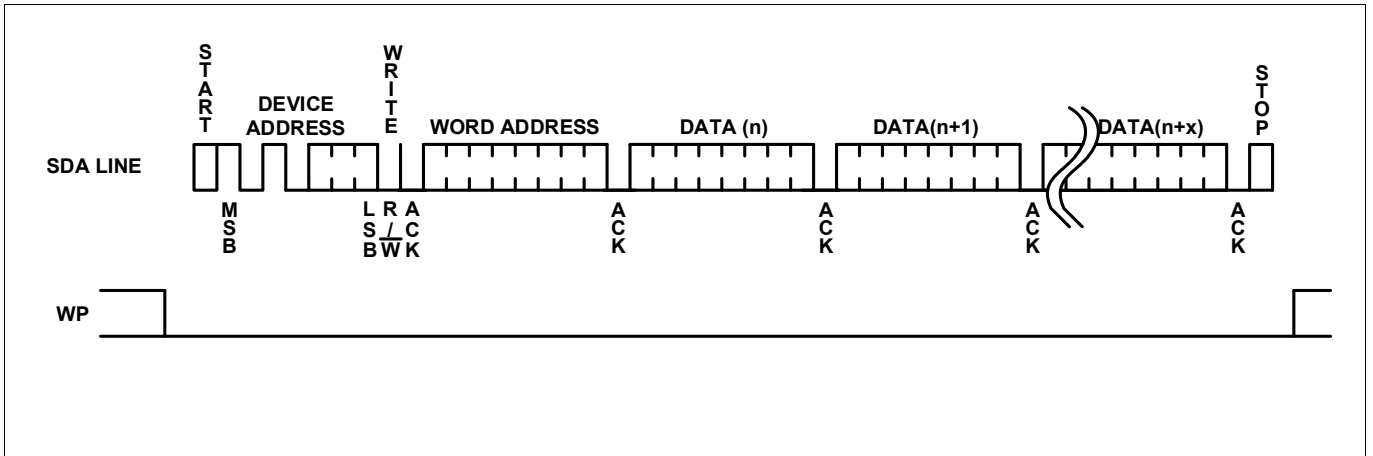 START
WRITE
STOP
DEVICE
ADDRESS
WORD ADDRESS
DATA (n)
DATA(n+1)
DATA(n+x)
SDA LINE
MSB
LSB
R/W
ACK
ACK
ACK
ACK
ACK
WP